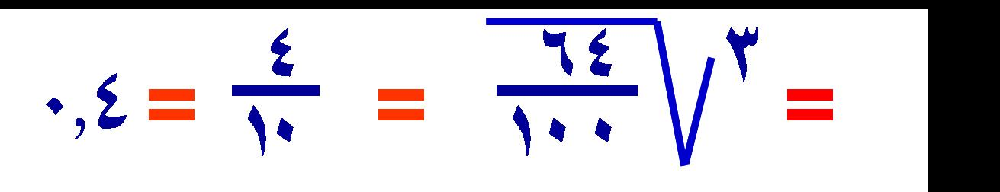 = ٣√ ٦٤/١٠٠ = ٤/١٠ = ٠,٤